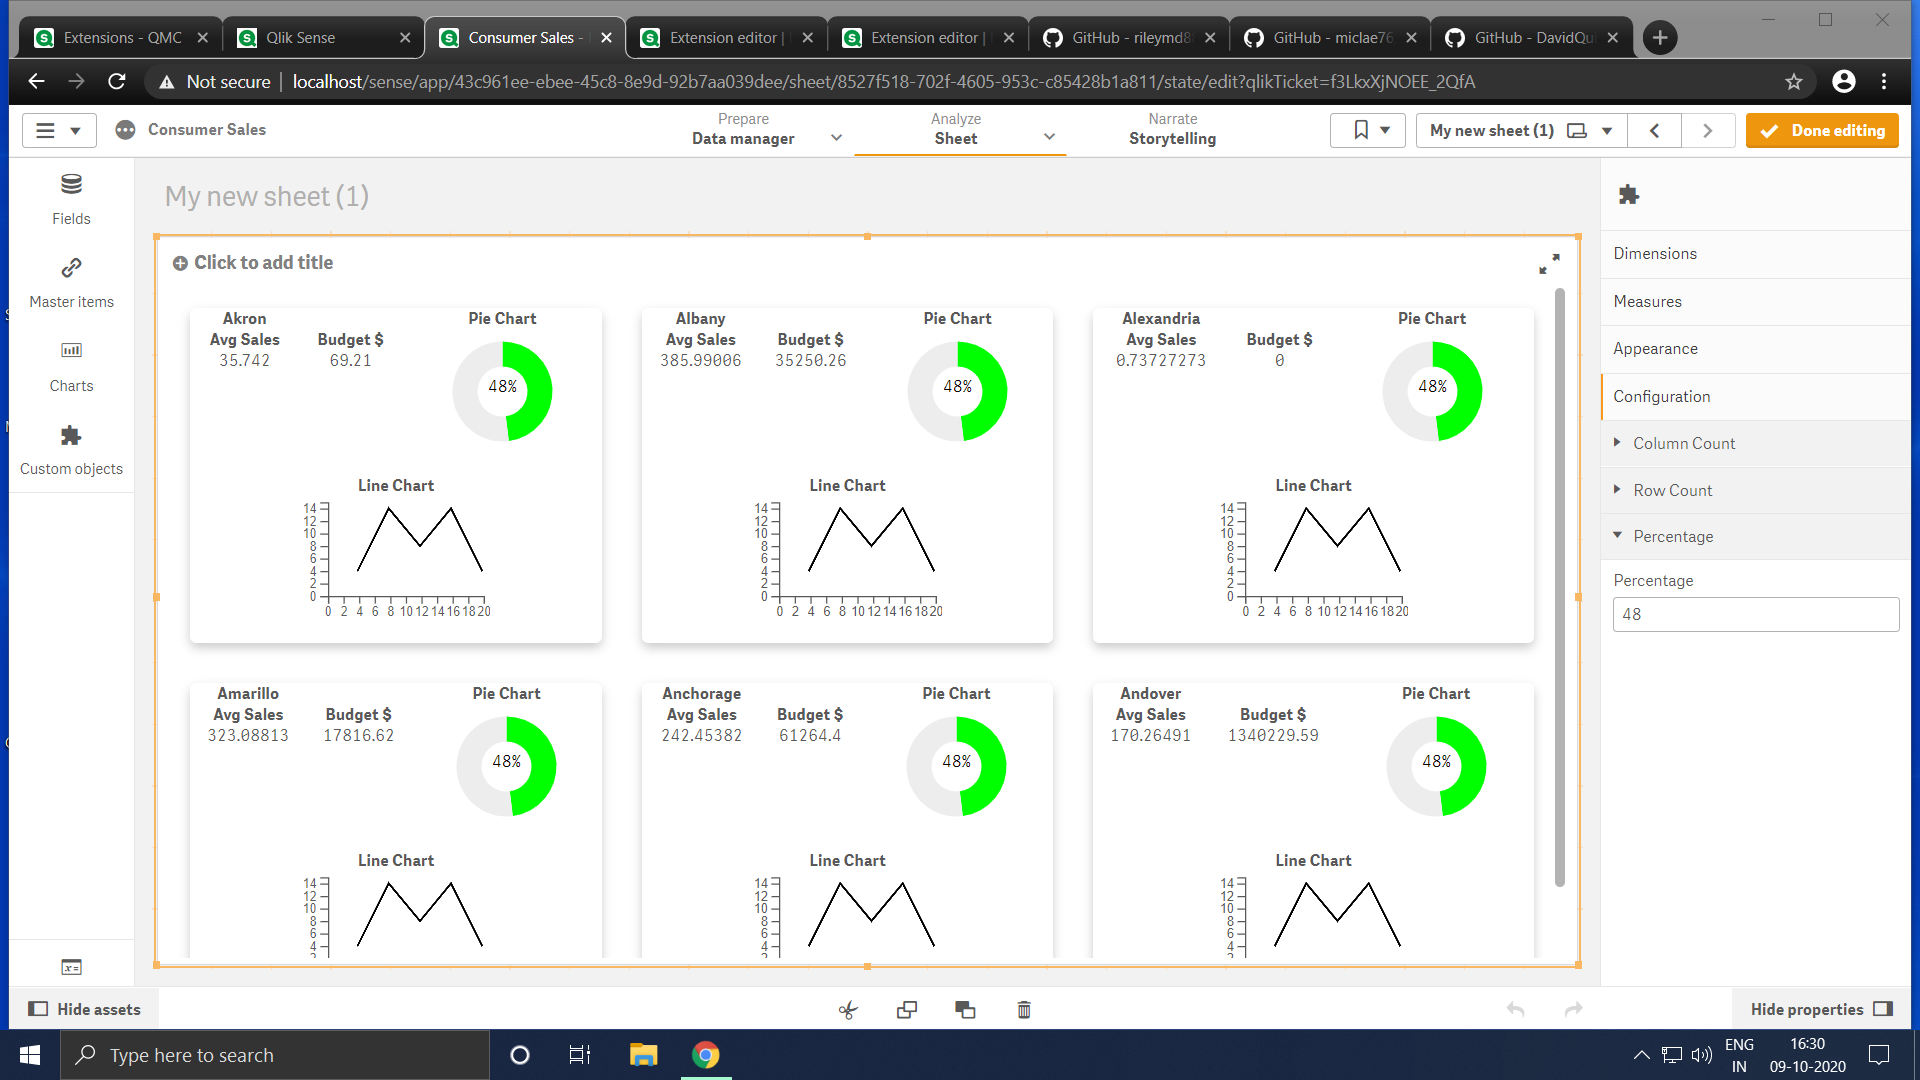 Extensions - QMC
Qlik Sense
Consumer Sales -
Extension editor |
Extension editor |
GitHub - rileymd8
GitHub - miclae76
GitHub - DavidQu
Not secure | localhost/sense/app/43c961ee-ebee-45c8-8e9d-92b7aa039dee/sheet/8527f518-702f-4605-953c-c85428b1a811/state/edit?qlikTicket=f3LkxXjNOEE_2QfA
Consumer Sales
Prepare
Data manager
Analyze
Sheet
Narrate
Storytelling
My new sheet (1)
Done editing
Fields
Master items
Charts
Custom objects
My new sheet (1)
Click to add title
Akron
Avg Sales Budget $
35.742 69.21
Pie Chart
48%
Line Chart
14
12
10
8
6
4
2
0
0 2 4 6 8 10 12 14 16 18 20
Albany
Avg Sales Budget $
385.99006 35250.26
Pie Chart
48%
Line Chart
14
12
10
8
6
4
2
0
0 2 4 6 8 10 12 14 16 18 20
Alexandria
Avg Sales Budget $
0.73727273 0
Pie Chart
48%
Line Chart
14
12
10
8
6
4
2
0
0 2 4 6 8 10 12 14 16 18 20
Amarillo
Avg Sales Budget $
323.08813 17816.62
Pie Chart
48%
Line Chart
14
12
10
8
6
4
2
Anchorage
Avg Sales Budget $
242.45382 61264.4
Pie Chart
48%
Line Chart
14
12
10
8
6
4
2
Andover
Avg Sales Budget $
170.26491 1340229.59
Pie Chart
48%
Line Chart
14
12
10
8
6
4
2
Dimensions
Measures
Appearance
Configuration
Column Count
Row Count
Percentage
Percentage
48
Hide assets
Hide properties
Type here to search
ENG
IN
16:30
09-10-2020